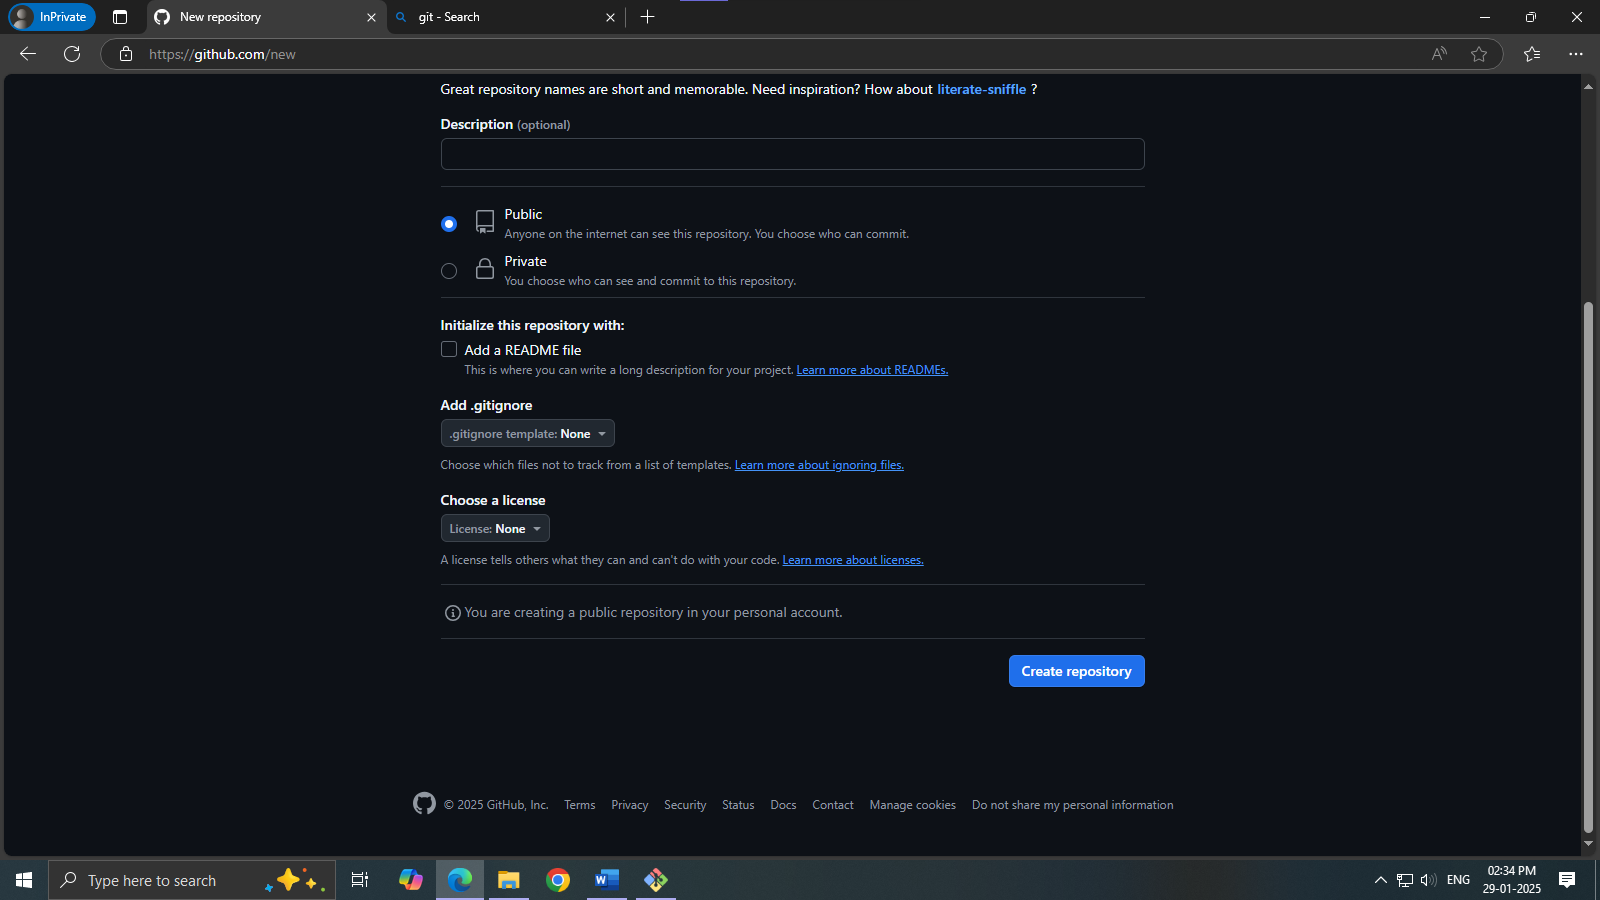 InPrivate
New repository
git - Search
https://github.com/new
Great repository names are short and memorable. Need inspiration? How about literate-sniffle ?
Description (optional)
Public
Anyone on the internet can see this repository. You choose who can commit.
Private
You choose who can see and commit to this repository.
Initialize this repository with:
Add a README file
This is where you can write a long description for your project. Learn more about READMEs.
Add .gitignore
.gitignore template: None
Choose which files not to track from a list of templates. Learn more about ignoring files.
Choose a license
License: None
A license tells others what they can and can't do with your code. Learn more about licenses.
You are creating a public repository in your personal account.
Create repository
© 2025 GitHub, Inc. Terms Privacy Security Status Docs Contact Manage cookies Do not share my personal information
Type here to search
ENG
02:34 PM
29-01-2025